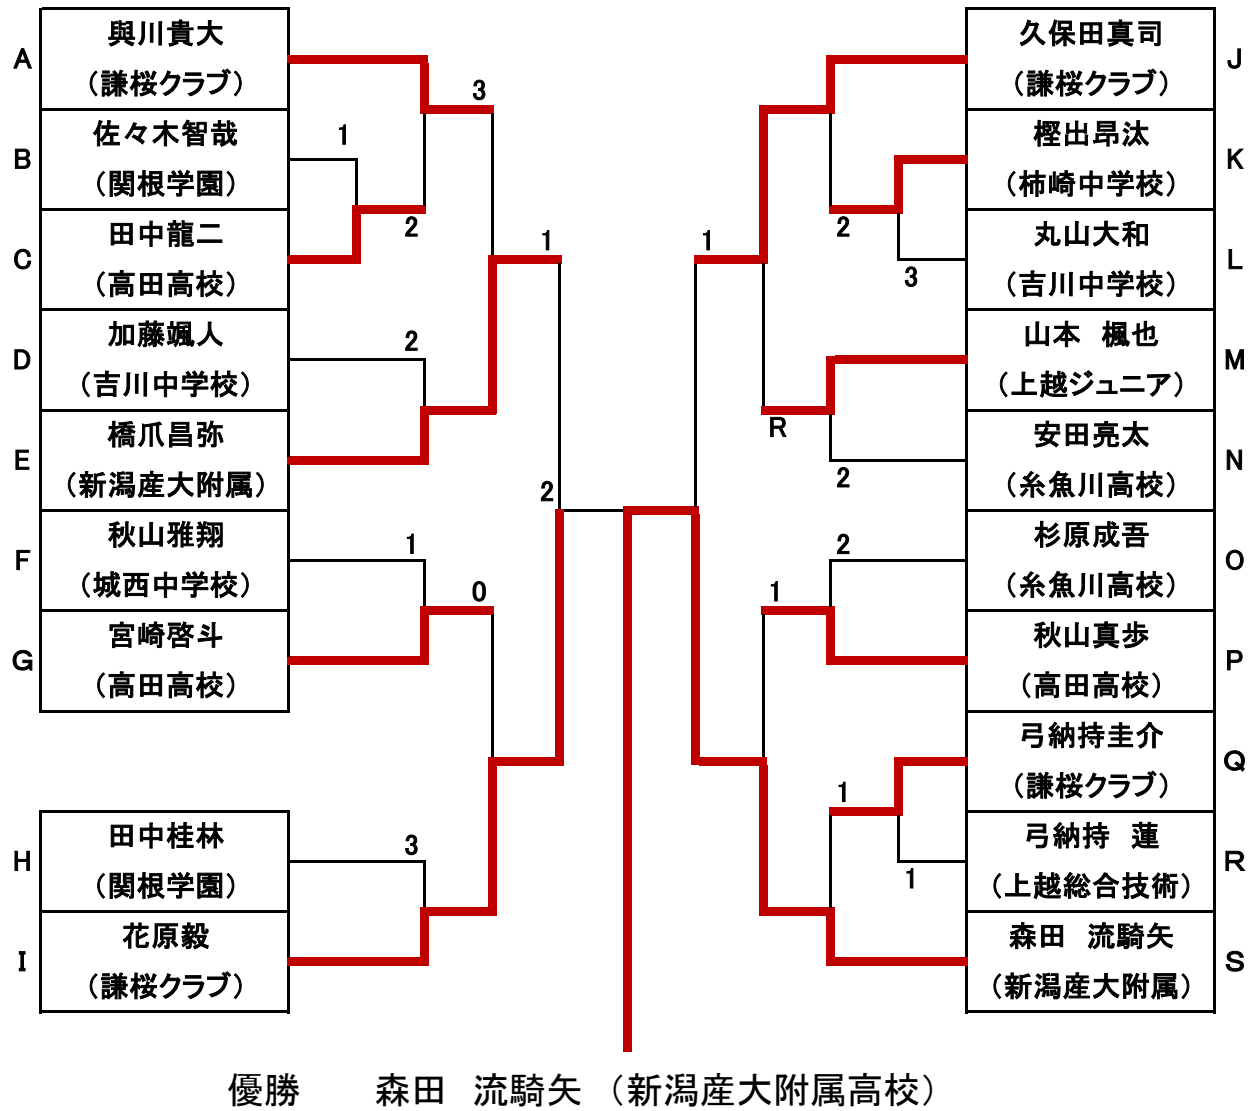 A
與川貴大
（謙桜クラブ）
B
佐々木智哉
（関根学園）
C
田中龍二
（高田高校）
D
加藤颯人
（吉川中学校）
E
橋爪昌弥
（新潟産大附属）
F
秋山雅翔
（城西中学校）
G
宮崎啓斗
（高田高校）
H
田中桂林
（関根学園）
I
花原毅
（謙桜クラブ）
3
1
2
1
2
2
1
0
3
1
2
3
R
2
2
1
1
1
久保田真司
（謙桜クラブ）
J
樫出昂汰
（柿崎中学校）
K
丸山大和
（吉川中学校）
L
山本　楓也
（上越ジュニア）
M
安田亮太
（糸魚川高校）
N
杉原成吾
（糸魚川高校）
O
秋山真歩
（高田高校）
P
弓納持圭介
（謙桜クラブ）
Q
弓納持　蓮
（上越総合技術）
R
森田　流騎矢
（新潟産大附属）
S
優勝　　森田　流騎矢 （新潟産大附属高校）